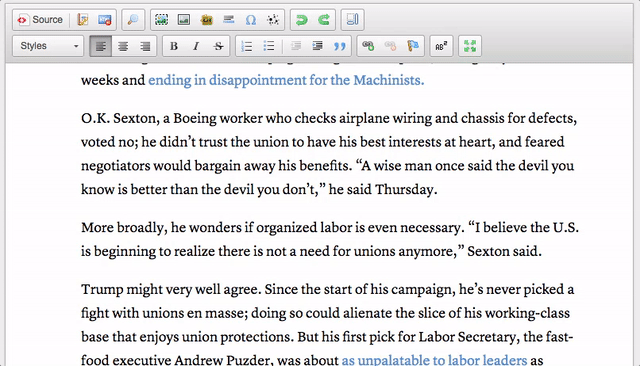 Source
Styles
B I S
AB²
weeks and ending in disappointment for the Machinists.
O.K. Sexton, a Boeing worker who checks airplane wiring and chassis for defects,
voted no; he didn’t trust the union to have his best interests at heart, and feared
negotiators would bargain away his benefits. “A wise man once said the devil you
know is better than the devil you don’t,” he said Thursday.
More broadly, he wonders if organized labor is even necessary. “I believe the U.S.
is beginning to realize there is not a need for unions anymore,” Sexton said.
Trump might very well agree. Since the start of his campaign, he’s never picked a
fight with unions en masse; doing so could alienate the slice of his working-class
base that enjoys union protections. But his first pick for Labor Secretary, the fast-
food executive Andrew Puzder, was about as unpalatable to labor leaders as